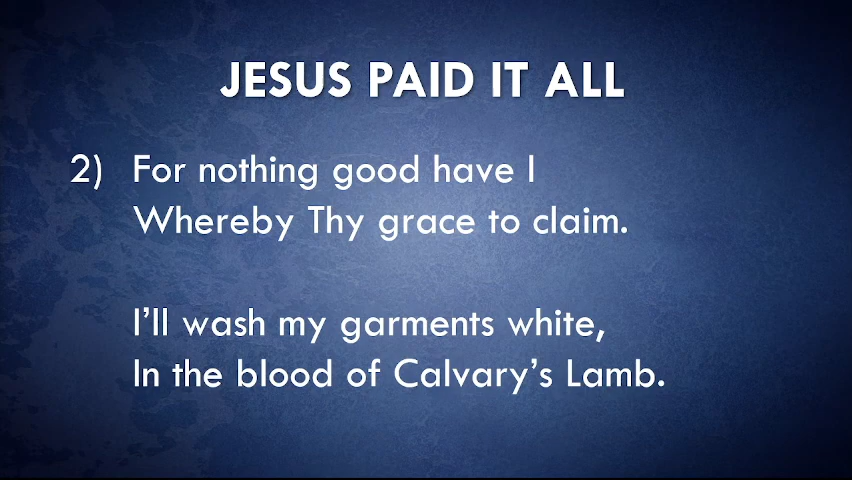 JESUS PAID IT ALL
2) For nothing good have I
Whereby Thy grace to claim.
I’ll wash my garments white,
In the blood of Calvary’s Lamb.